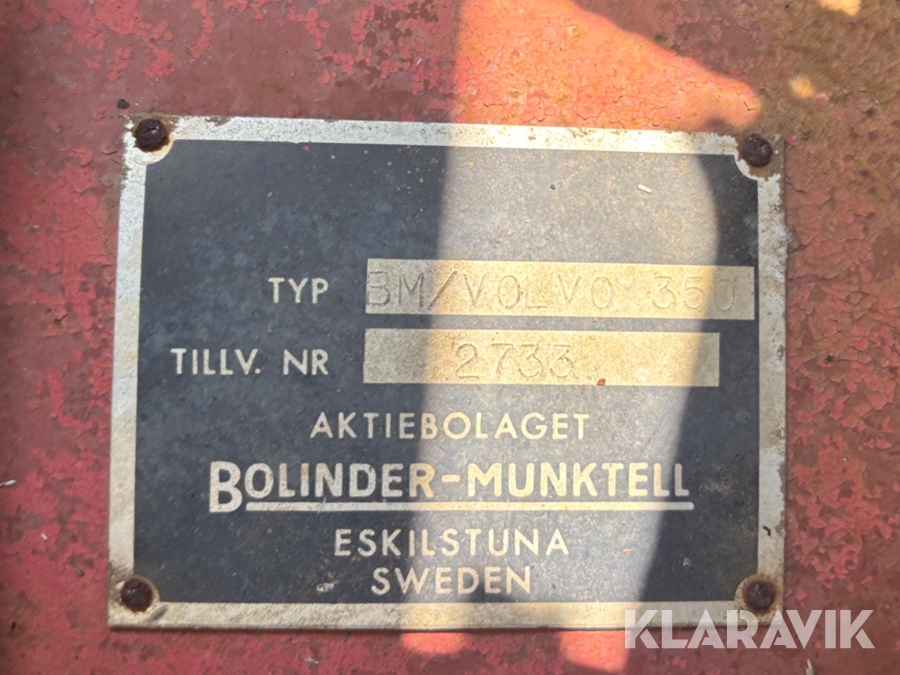 TYP BM/VOLVO 350
TILLV. NR 2733
AKTIEBOLAGET
BOLINDER-MUNKTELL
ESKILSTUNA
SWEDEN
KLARAVIK